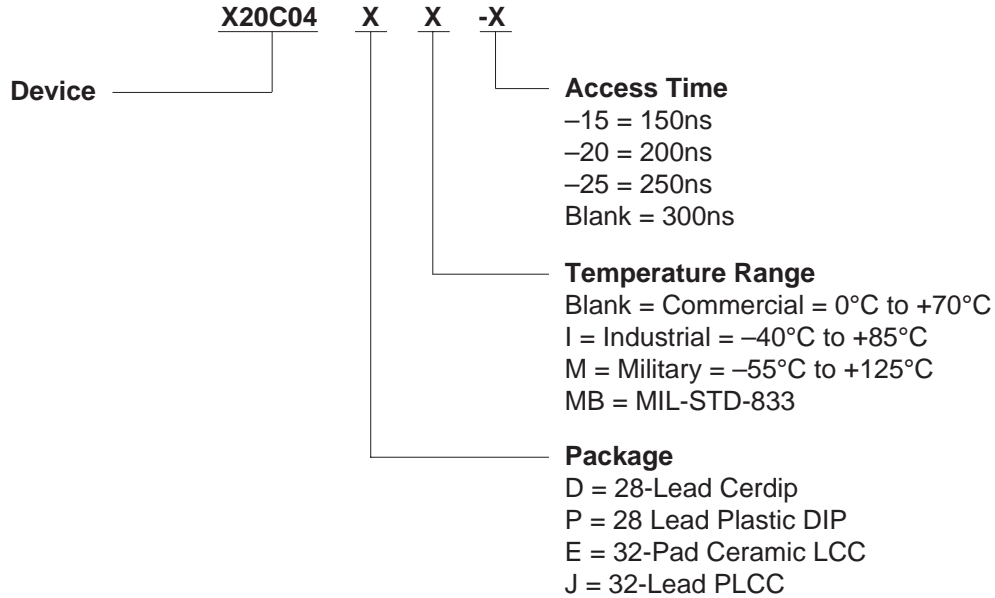 X20C04 X X -X
Device
Access Time
–15 = 150ns
–20 = 200ns
–25 = 250ns
Blank = 300ns
Temperature Range
Blank = Commercial = 0°C to +70°C
I = Industrial = –40°C to +85°C
M = Military = –55°C to +125°C
MB = MIL-STD-833
Package
D = 28-Lead Cerdip
P = 28 Lead Plastic DIP
E = 32-Pad Ceramic LCC
J = 32-Lead PLCC